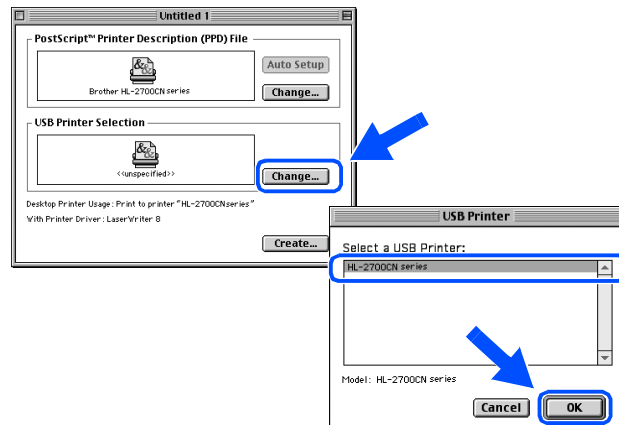 Untitled 1
PostScript™ Printer Description (PPD) File
Auto Setup
Brother HL-2700CN series
Change...
USB Printer Selection
<<unspecified>>
Change...
Desktop Printer Usage: Print to printer "HL-2700CNseries"
With Printer Driver: LaserWriter 8
Create...
USB Printer
Select a USB Printer:
HL-2700CN series
Model: HL-2700CN series
Cancel
OK